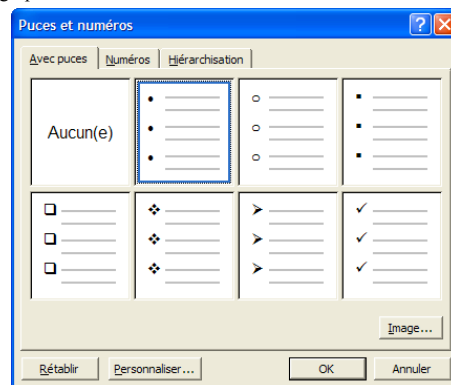 Puces et numéros
Avec puces Numéros Hiérarchisation
Aucun(e)
Image...
Rétablir Personnaliser... OK Annuler